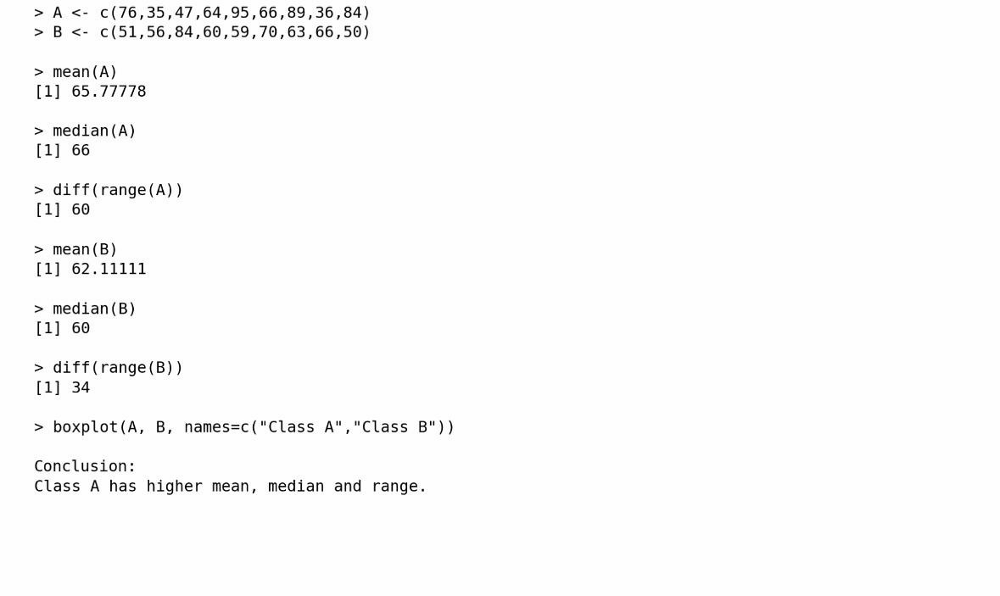 > A <- c(76,35,47,64,95,66,89,36,84)
> B <- c(51,56,84,60,59,70,63,66,50)
> mean(A)
[1] 65.77778
> median(A)
[1] 66
> diff(range(A))
[1] 60
> mean(B)
[1] 62.11111
> median(B)
[1] 60
> diff(range(B))
[1] 34
> boxplot(A, B, names=c("Class A","Class B"))
Conclusion:
Class A has higher mean, median and range.